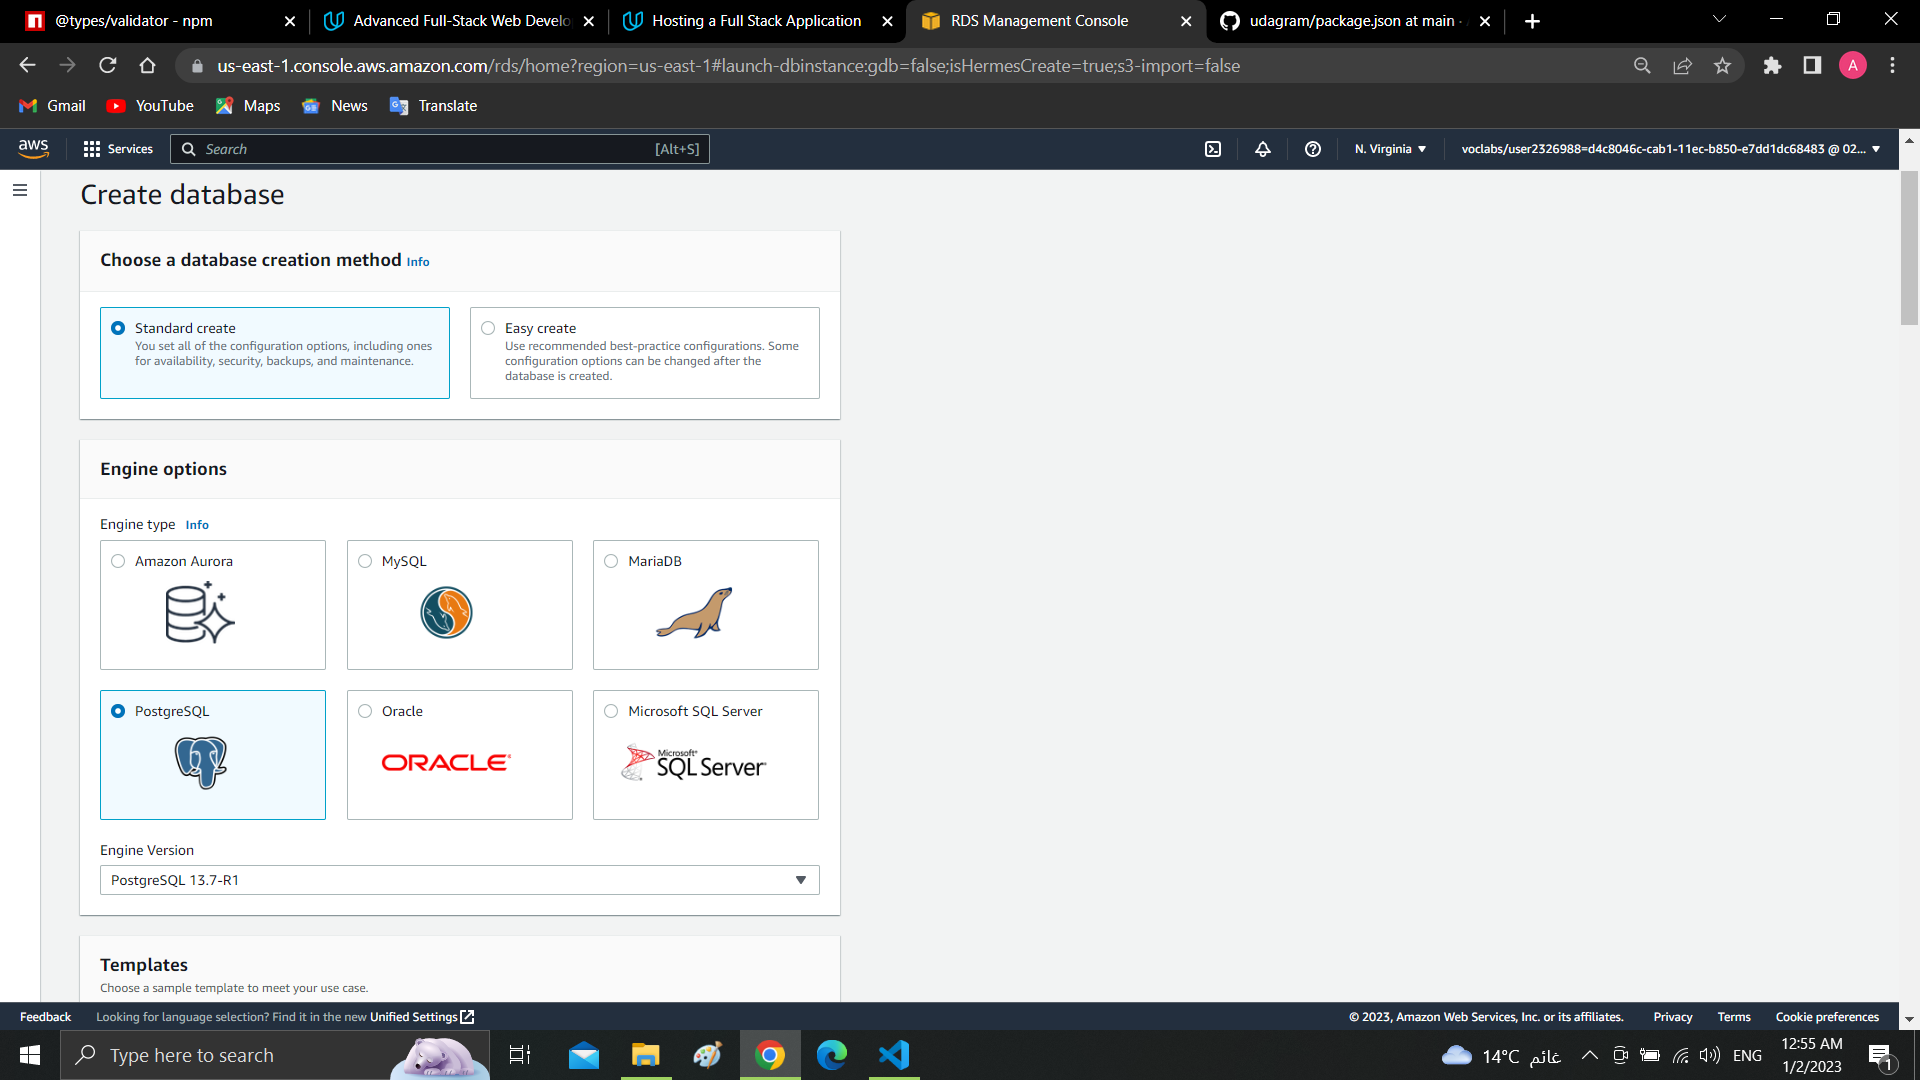 @types/validator - npm
Advanced Full-Stack Web Develo
Hosting a Full Stack Application
RDS Management Console
udagram/package.json at main ·
us-east-1.console.aws.amazon.com/rds/home?region=us-east-1#launch-dbinstance:gdb=false;isHermesCreate=true;s3-import=false
A
Gmail
YouTube
Maps
News
Translate
aws
Services
Search
[Alt+S]
N. Virginia
voclabs/user2326988=d4c8046c-cab1-11ec-b850-e7dd1dc68483 @ 02...
Create database
Choose a database creation method Info
Standard create
You set all of the configuration options, including ones
for availability, security, backups, and maintenance.
Easy create
Use recommended best-practice configurations. Some
configuration options can be changed after the
database is created.
Engine options
Engine type Info
Amazon Aurora
MySQL
MariaDB
PostgreSQL
Oracle
ORACLE
Microsoft SQL Server
Microsoft
SQL Server
Engine Version
PostgreSQL 13.7-R1
Templates
Choose a sample template to meet your use case.
Feedback
Looking for language selection? Find it in the new Unified Settings
© 2023, Amazon Web Services, Inc. or its affiliates.
Privacy
Terms
Cookie preferences
Type here to search
14°C غائم
ENG
12:55 AM
1/2/2023
1